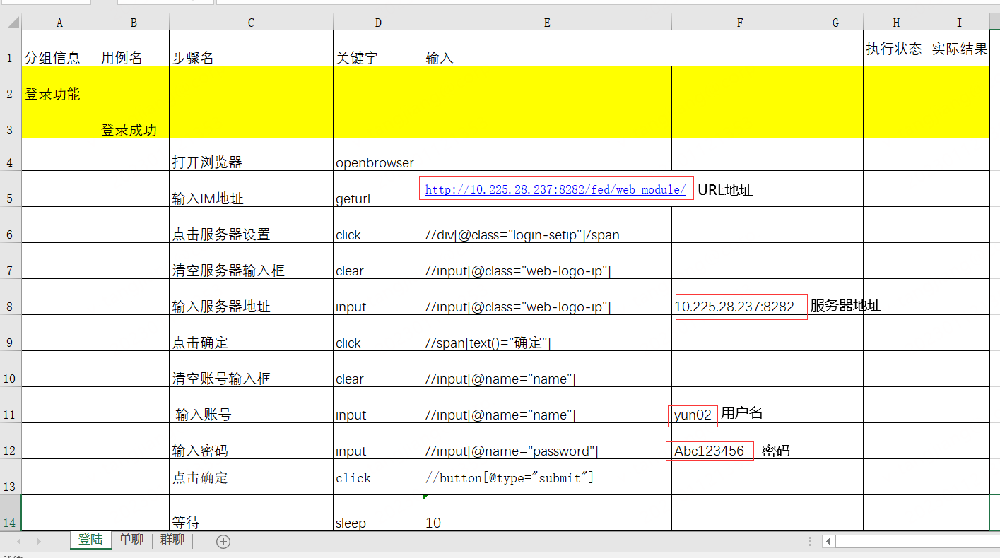 A B C D E F G H I
1 分组信息 用例名 步骤名 关键字 输入 执行状态 实际结果
2 登录功能
3 登录成功
4 打开浏览器 openbrowser
5 输入IM地址 geturl http://10.225.28.237:8282/fed/web-module/ URL地址
6 点击服务器设置 click //div[@class="login-setip"]/span
7 清空服务器输入框 clear //input[@class="web-logo-ip"]
8 输入服务器地址 input //input[@class="web-logo-ip"] 10.225.28.237:8282 服务器地址
9 点击确定 click //span[text()="确定"]
10 清空账号输入框 clear //input[@name="name"]
11 输入账号 input //input[@name="name"] yun02 用户名
12 输入密码 input //input[@name="password"] Abc123456 密码
13 点击确定 click //button[@type="submit"]
14 等待 sleep 10
登陆 单聊 群聊